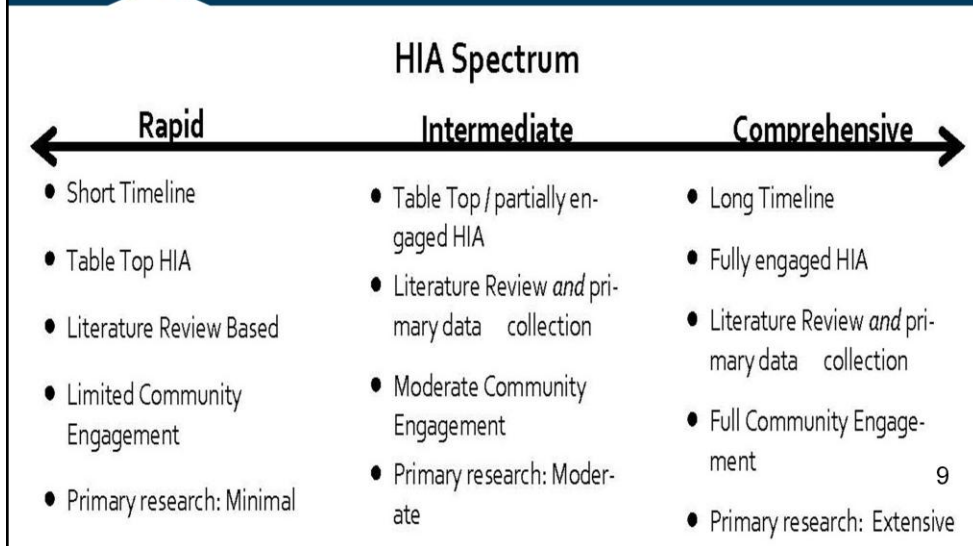 HIA Spectrum
Rapid
Intermediate
Comprehensive
• Short Timeline
• Table Top HIA
• Literature Review Based
• Limited Community
Engagement
• Primary research: Minimal
• Table Top / partially en-
gaged HIA
• Literature Review and pri-
mary data collection
• Moderate Community
Engagement
• Primary research: Moder-
ate
• Long Timeline
• Fully engaged HIA
• Literature Review and pri-
mary data collection
• Full Community Engage-
ment
• Primary research: Extensive
9